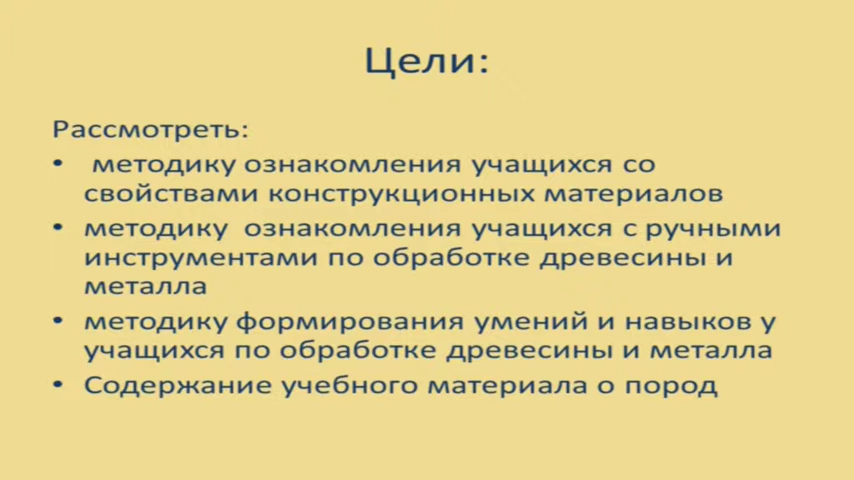 Цели:
Рассмотреть:
• методику ознакомления учащихся со
свойствами конструкционных материалов
• методику ознакомления учащихся с ручными
инструментами по обработке древесины и
металла
• методику формирования умений и навыков у
учащихся по обработке древесины и металла
• Содержание учебного материала о пород